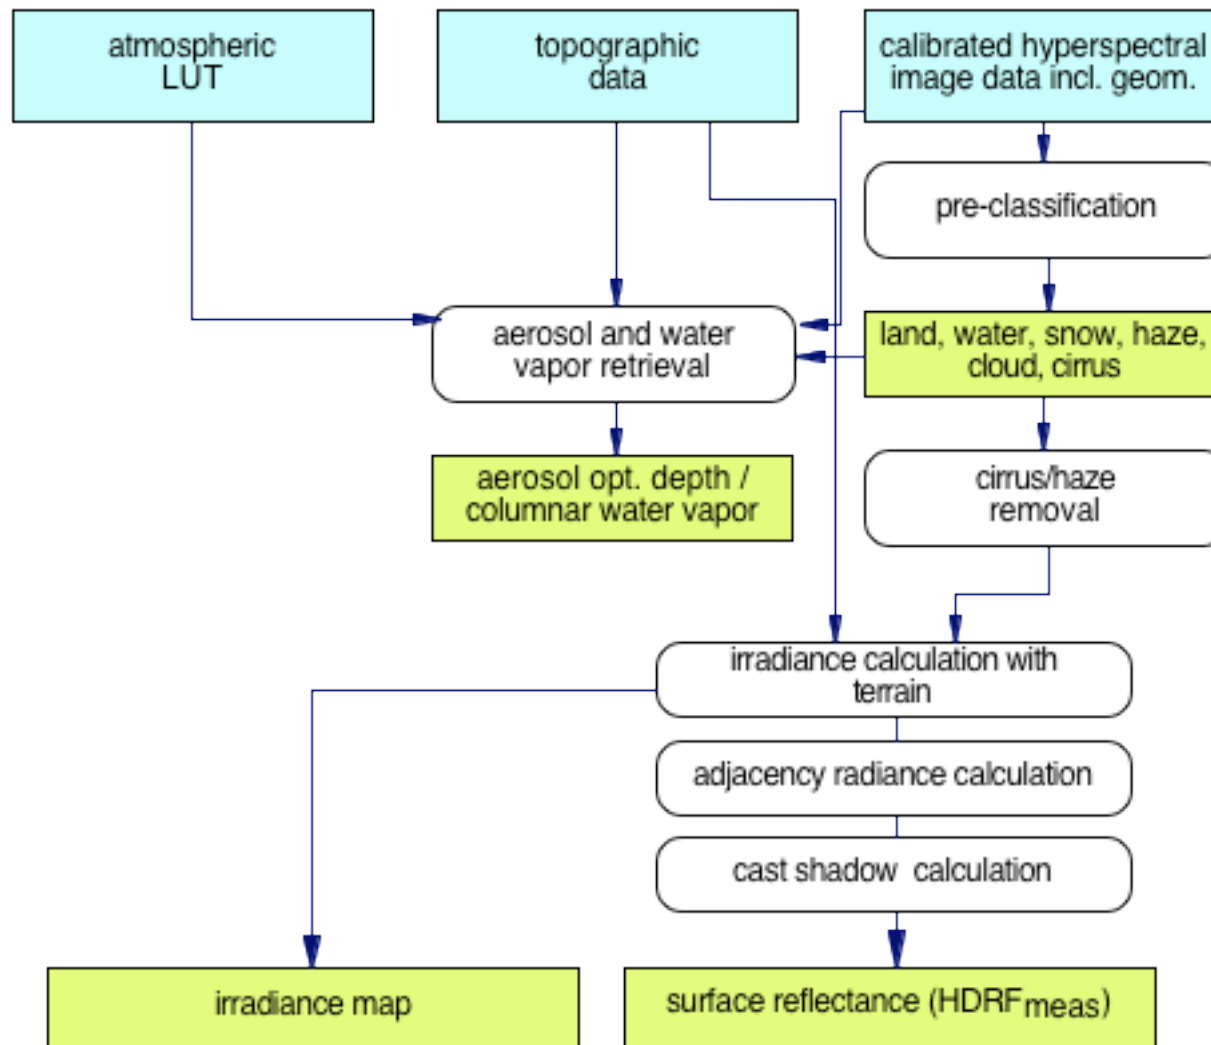 atmospheric
LUT
topographic
data
calibrated hyperspectral
image data incl. geom.
pre-classification
aerosol and water
vapor retrieval
land, water, snow, haze,
cloud, cirrus
aerosol opt. depth /
columnar water vapor
cirrus/haze
removal
irradiance calculation with
terrain
adjacency radiance calculation
cast shadow calculation
irradiance map
surface reflectance (HDRFmeas)